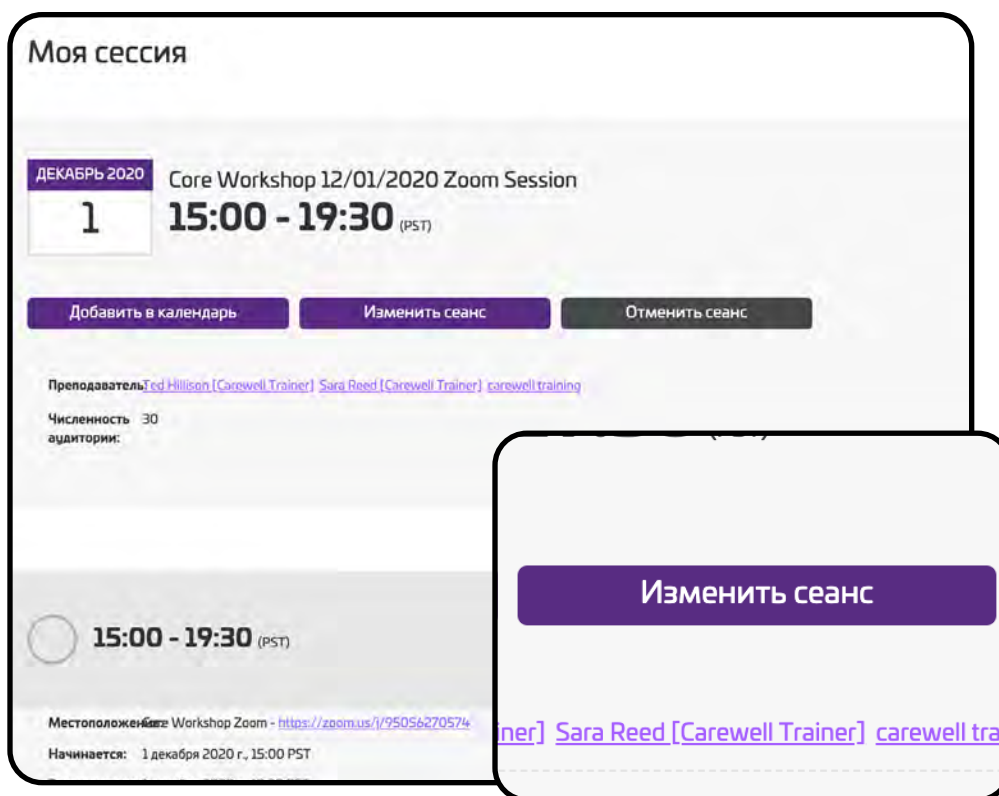 Моя сессия
ДЕКАБРЬ 2020
1
Core Workshop 12/01/2020 Zoom Session
15:00 - 19:30 (PST)
Добавить в календарь
Изменить сеанс
Отменить сеанс
Преподаватель Ted Hillison [Carewell Trainer] Sara Reed [Carewell Trainer] carewell training
Численность 30
аудитории:
15:00 - 19:30 (PST)
Core Workshop Zoom - https://zoom.us/j/95056270574
Начинается: 1 декабря 2020 г., 15:00 PST
Изменить сеанс
iner] Sara Reed [Carewell Trainer] carewell tra